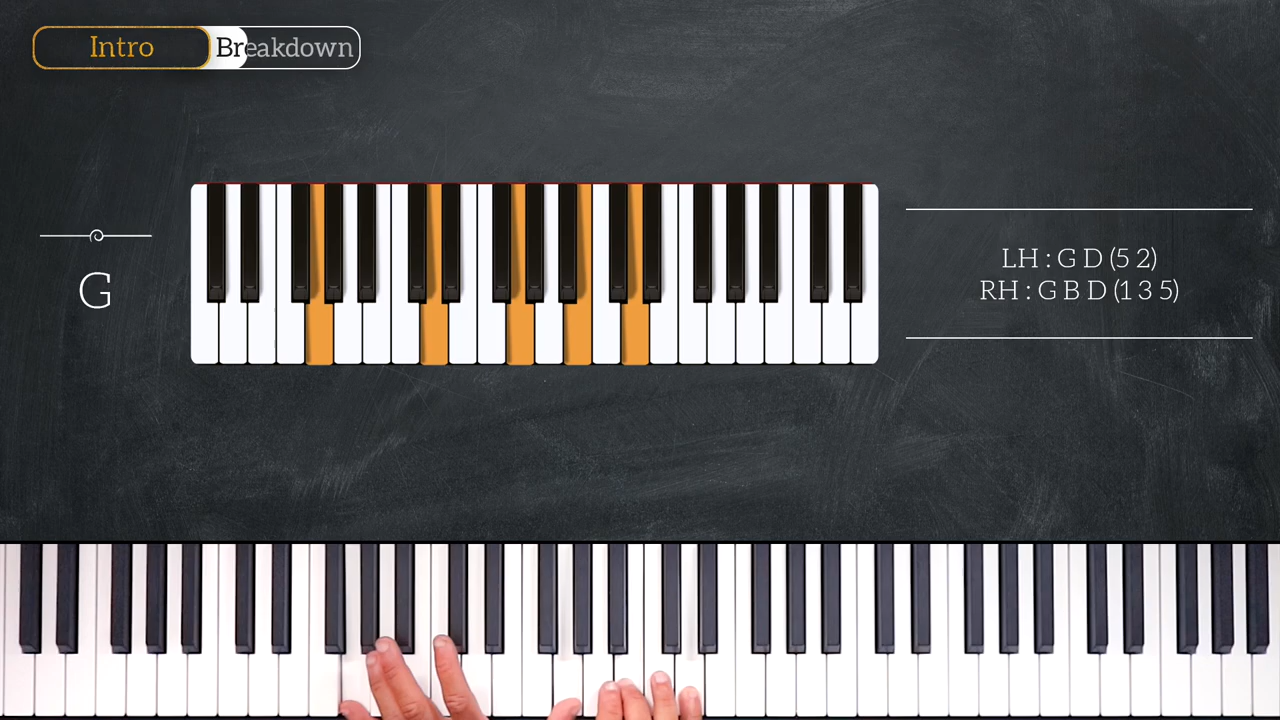 Intro Breakdown
G
LH : G D (5 2)
RH : G B D (1 3 5)